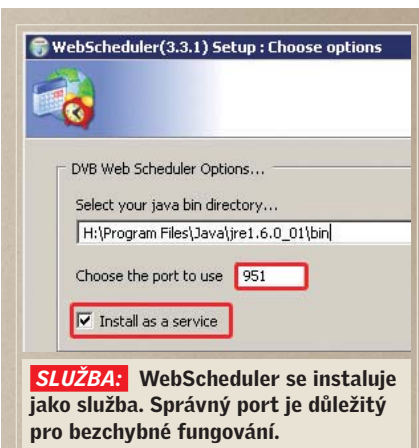 WebScheduler(3.3.1) Setup : Choose options
DVB Web Scheduler Options...
Select your java bin directory...
H:\Program Files\Java\jre1.6.0_01\bin
Choose the port to use 951
Install as a service
SLUŽBA: WebScheduler se instaluje
jako služba. Správný port je důležitý
pro bezchybné fungování.